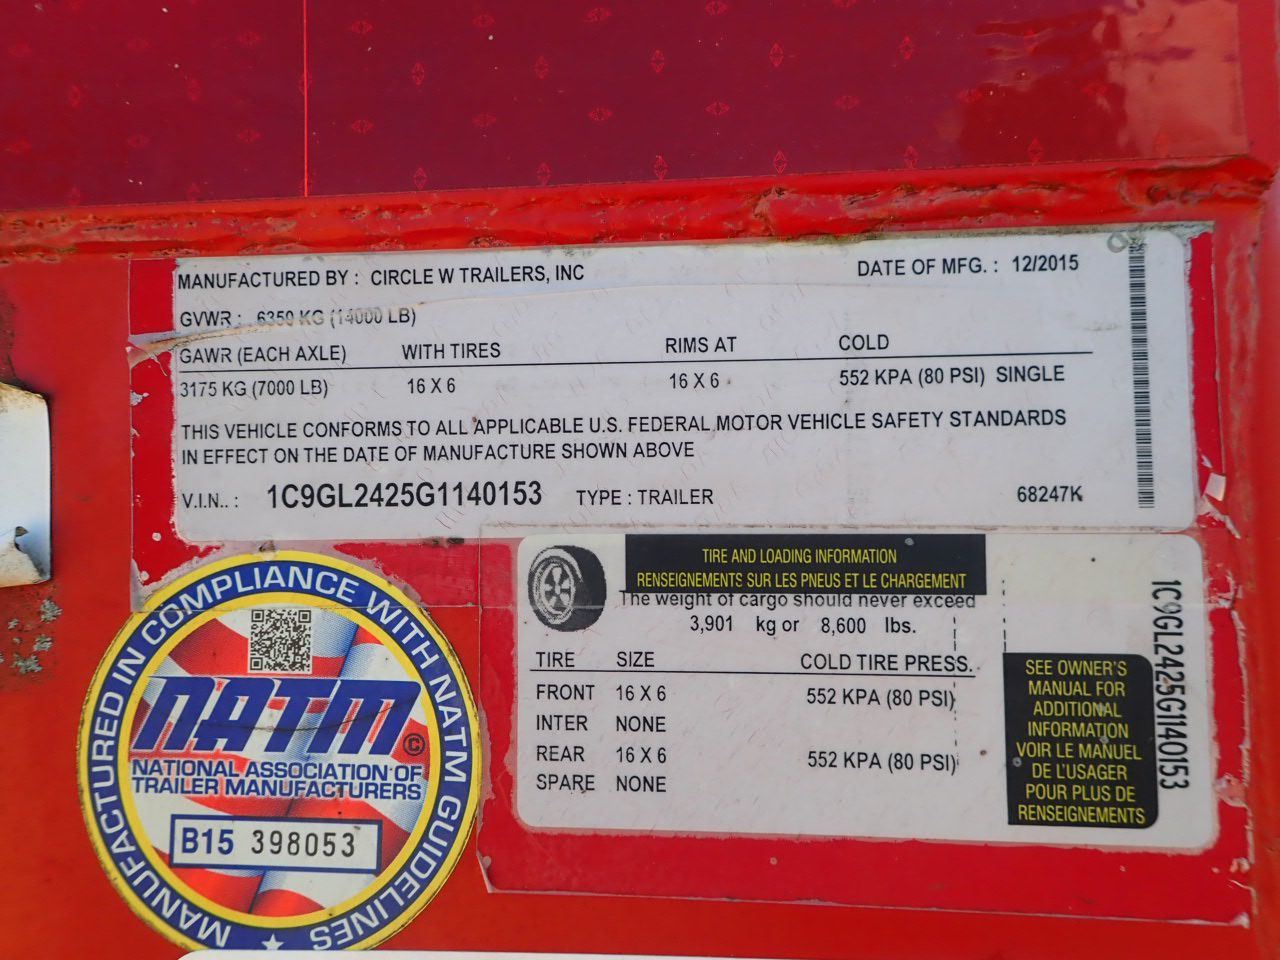 MANUFACTURED BY : CIRCLE W TRAILERS, INC DATE OF MFG. : 12/2015
GVWR : 6350 KG (14000 LB)
GAWR (EACH AXLE) WITH TIRES RIMS AT COLD
3175 KG (7000 LB) 16 X 6 16 X 6 552 KPA (80 PSI) SINGLE
THIS VEHICLE CONFORMS TO ALL APPLICABLE U.S. FEDERAL MOTOR VEHICLE SAFETY STANDARDS
IN EFFECT ON THE DATE OF MANUFACTURE SHOWN ABOVE
V.I.N.. : 1C9GL2425G1140153 TYPE : TRAILER 68247K
MANUFACTURED IN COMPLIANCE WITH NATM GUIDELINES
NATM ©
NATIONAL ASSOCIATION OF
TRAILER MANUFACTURERS
B15 398053
TIRE AND LOADING INFORMATION
RENSEIGNEMENTS SUR LES PNEUS ET LE CHARGEMENT
The weight of cargo should never exceed
3,901 kg or 8,600 lbs.
TIRE SIZE COLD TIRE PRESS.
FRONT 16 X 6 552 KPA (80 PSI)
INTER NONE
REAR 16 X 6 552 KPA (80 PSI)
SPARE NONE
SEE OWNER'S
MANUAL FOR
ADDITIONAL
INFORMATION
VOIR LE MANUEL
DE L'USAGER
POUR PLUS DE
RENSEIGNEMENTS
1C9GL2425G1140153